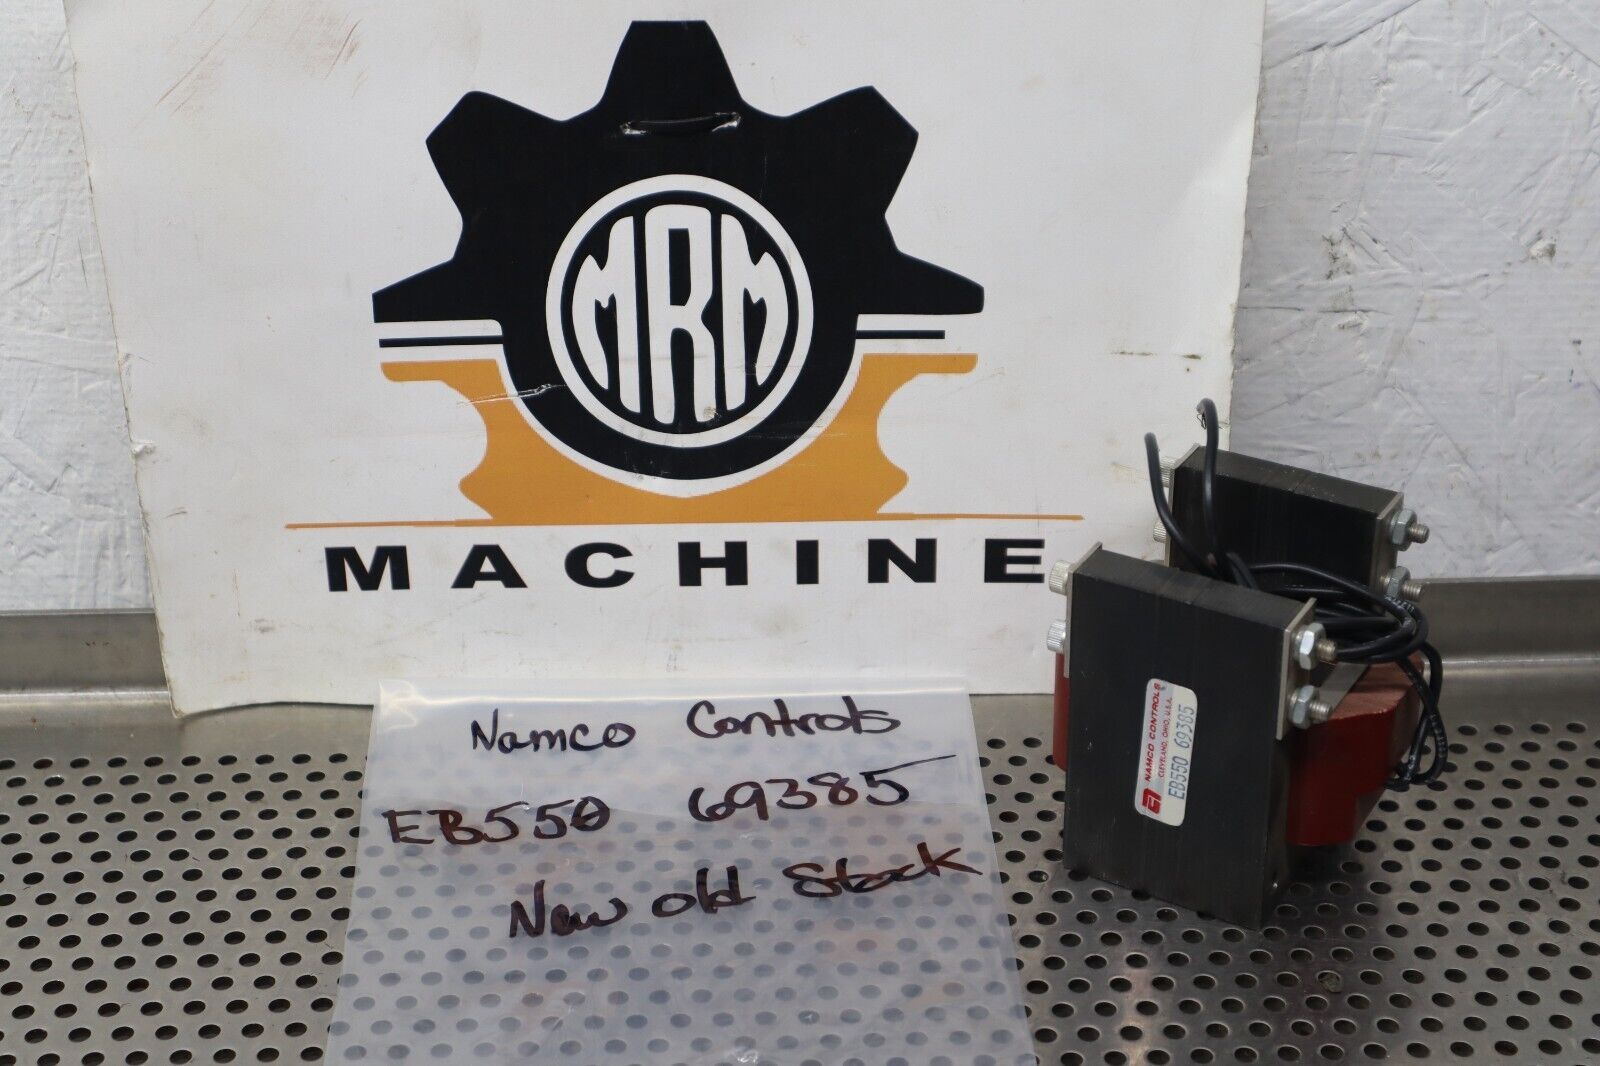 MRM
MACHINE
Namco Controls
EB550 69385
New old Stock
NAMCO CONTROLS
CLEVELAND, OHIO, U.S.A.
EB550 69385